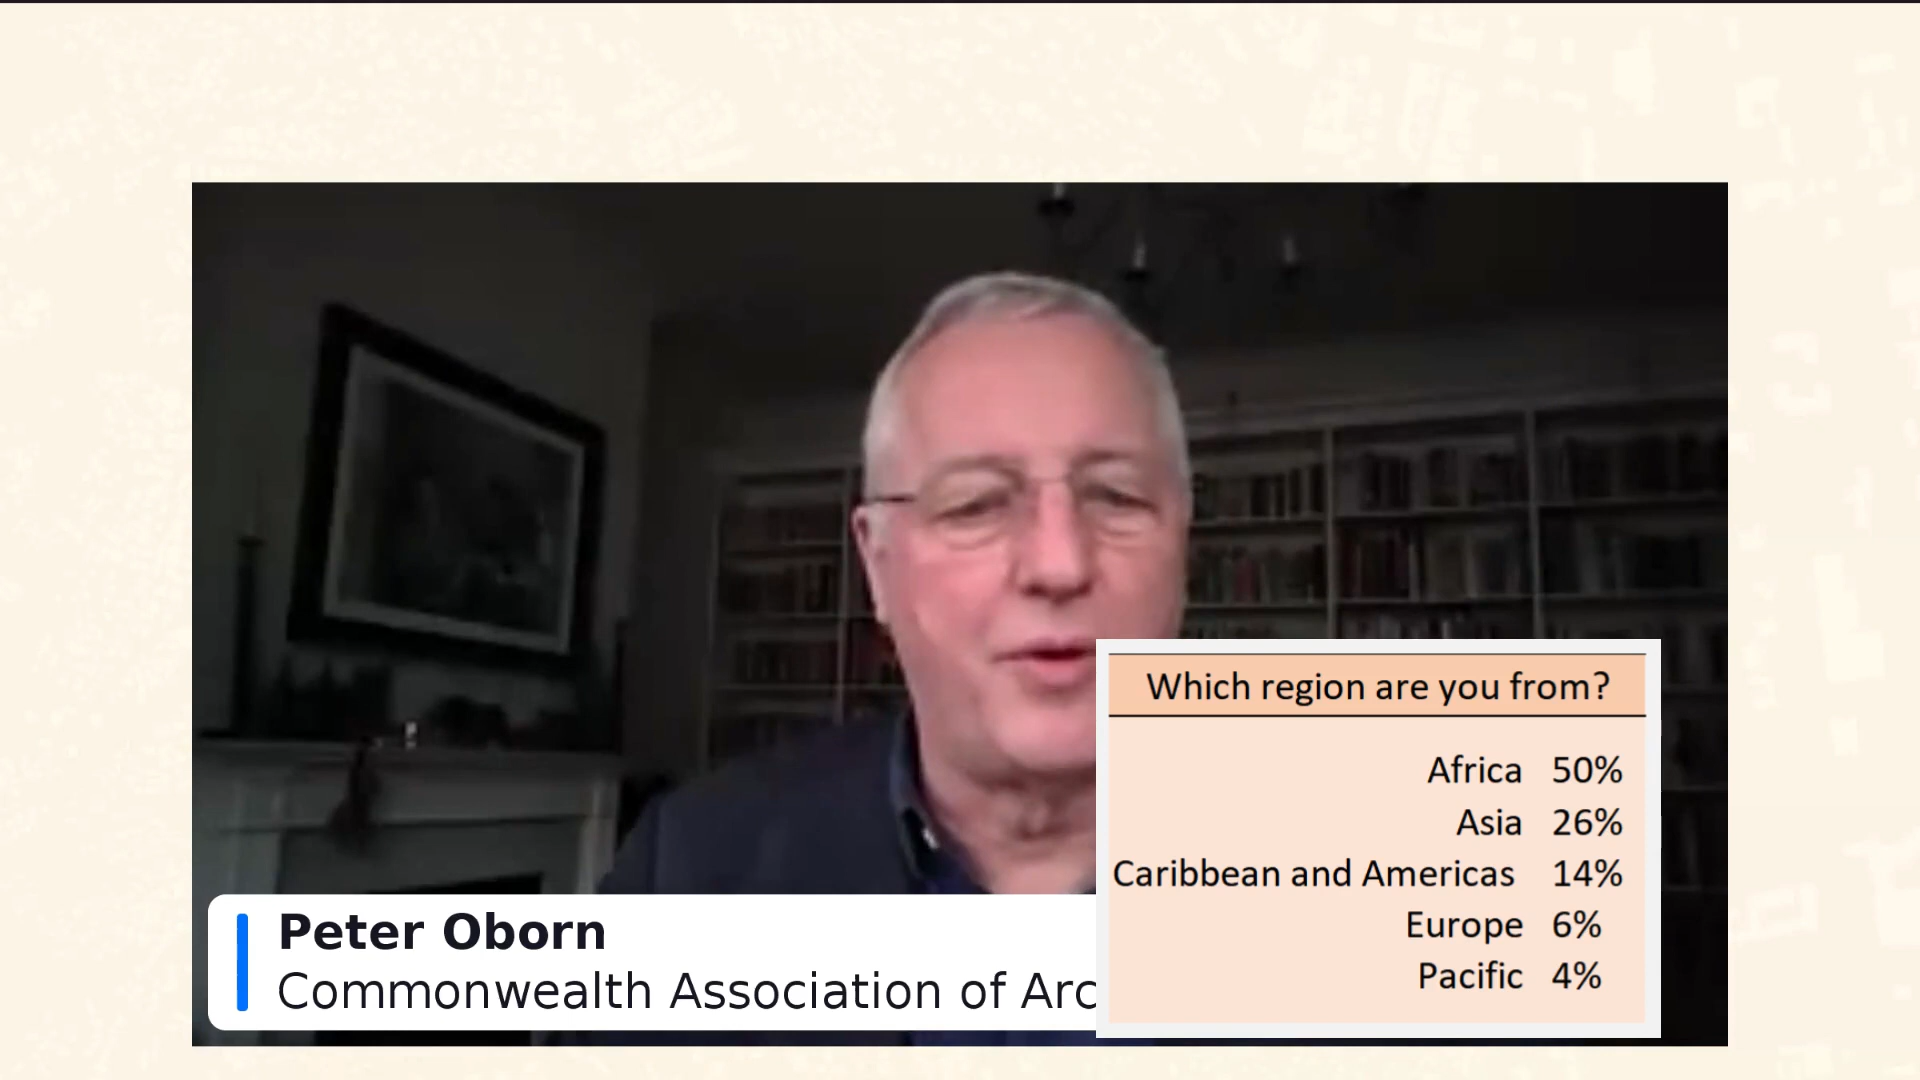 Peter Oborn
Commonwealth Association of Arc
Which region are you from?
Africa 50%
Asia 26%
Caribbean and Americas 14%
Europe 6%
Pacific 4%